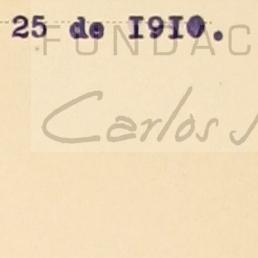 25 de 1910.
FUNDAC
Carlos J